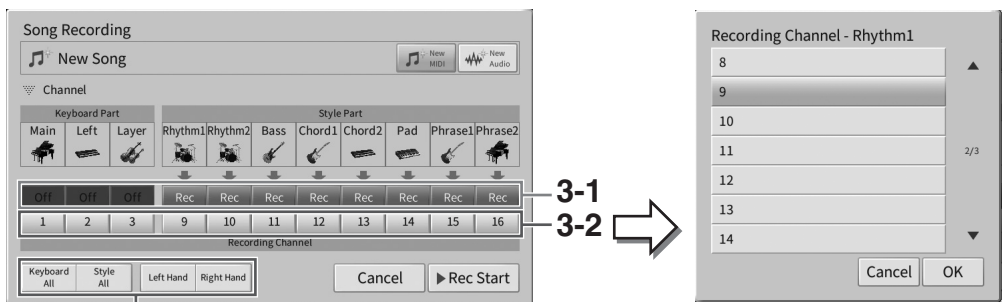 Song Recording
New Song
New MIDI
New Audio
Channel
Keyboard Part
Style Part
Main Left Layer Rhythm1 Rhythm2 Bass Chord1 Chord2 Pad Phrase1 Phrase2
Off Off Off Rec Rec Rec Rec Rec Rec Rec Rec
3-1
1 2 3 9 10 11 12 13 14 15 16
3-2
Recording Channel
Keyboard All
Style All
Left Hand
Right Hand
Cancel
Rec Start
Recording Channel - Rhythm1
8
9
10
11
2/3
12
13
14
Cancel
OK